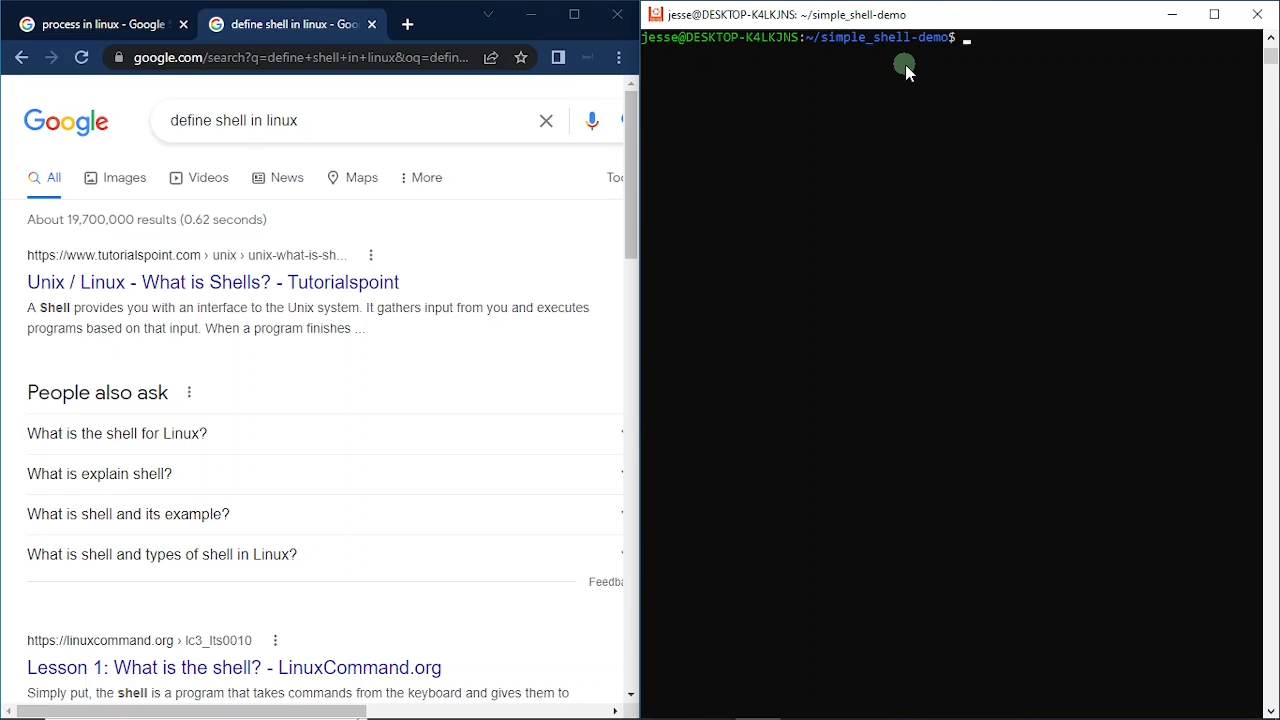 process in linux - Google
define shell in linux - Goo
google.com/search?q=define+shell+in+linux&oq=defin...
Google
define shell in linux
All
Images
Videos
News
Maps
More
About 19,700,000 results (0.62 seconds)
https://www.tutorialspoint.com › unix › unix-what-is-sh...
Unix / Linux - What is Shells? - Tutorialspoint
A Shell provides you with an interface to the Unix system. It gathers input from you and executes
programs based on that input. When a program finishes ...
People also ask
What is the shell for Linux?
What is explain shell?
What is shell and its example?
What is shell and types of shell in Linux?
Feedba
https://linuxcommand.org › lc3_lts0010
Lesson 1: What is the shell? - LinuxCommand.org
Simply put, the shell is a program that takes commands from the keyboard and gives them to
jesse@DESKTOP-K4LKJNS: ~/simple_shell-demo
jesse@DESKTOP-K4LKJNS:~/simple_shell-demo$